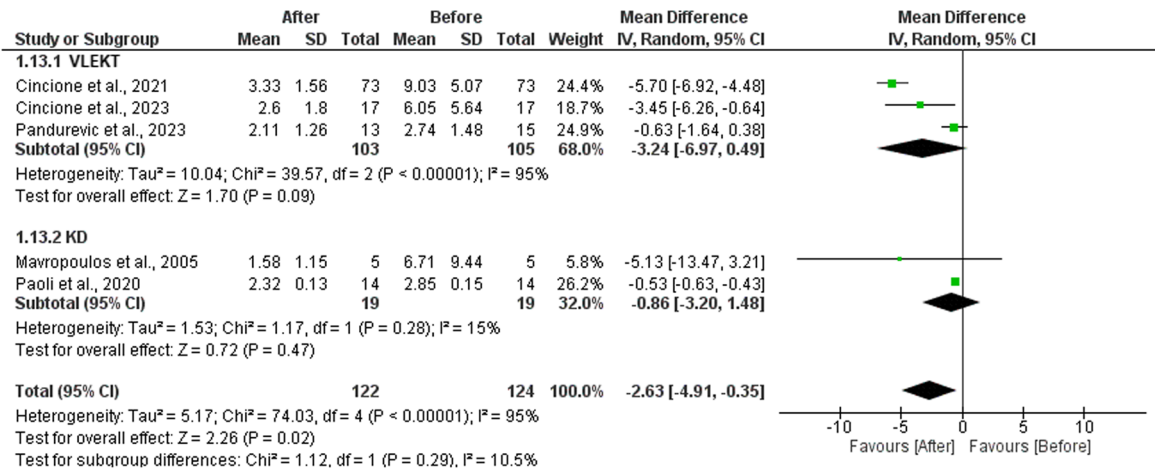 After Before Mean Difference Mean Difference
Study or Subgroup Mean SD Total Mean SD Total Weight IV, Random, 95% CI IV, Random, 95% CI
1.13.1 VLEKT
Cincione et al., 2021 3.33 1.56 73 9.03 5.07 73 24.4% -5.70 [-6.92, -4.48]
Cincione et al., 2023 2.6 1.8 17 6.05 5.64 17 18.7% -3.45 [-6.26, -0.64]
Pandurevic et al., 2023 2.11 1.26 13 2.74 1.48 15 24.9% -0.63 [-1.64, 0.38]
Subtotal (95% CI) 103 105 68.0% -3.24 [-6.97, 0.49]
Heterogeneity: Tau² = 10.04; Chi² = 39.57, df = 2 (P < 0.00001); I² = 95%
Test for overall effect: Z = 1.70 (P = 0.09)
1.13.2 KD
Mavropoulos et al., 2005 1.58 1.15 5 6.71 9.44 5 5.8% -5.13 [-13.47, 3.21]
Paoli et al., 2020 2.32 0.13 14 2.85 0.15 14 26.2% -0.53 [-0.63, -0.43]
Subtotal (95% CI) 19 19 32.0% -0.86 [-3.20, 1.48]
Heterogeneity: Tau² = 1.53; Chi² = 1.17, df = 1 (P = 0.28); I² = 15%
Test for overall effect: Z = 0.72 (P = 0.47)
Total (95% CI) 122 124 100.0% -2.63 [-4.91, -0.35]
Heterogeneity: Tau² = 5.17; Chi² = 74.03, df = 4 (P < 0.00001); I² = 95%
Test for overall effect: Z = 2.26 (P = 0.02)
Test for subgroup differences: Chi² = 1.12, df = 1 (P = 0.29), I² = 10.5%
-10 -5 0 5 10
Favours [After] Favours [Before]